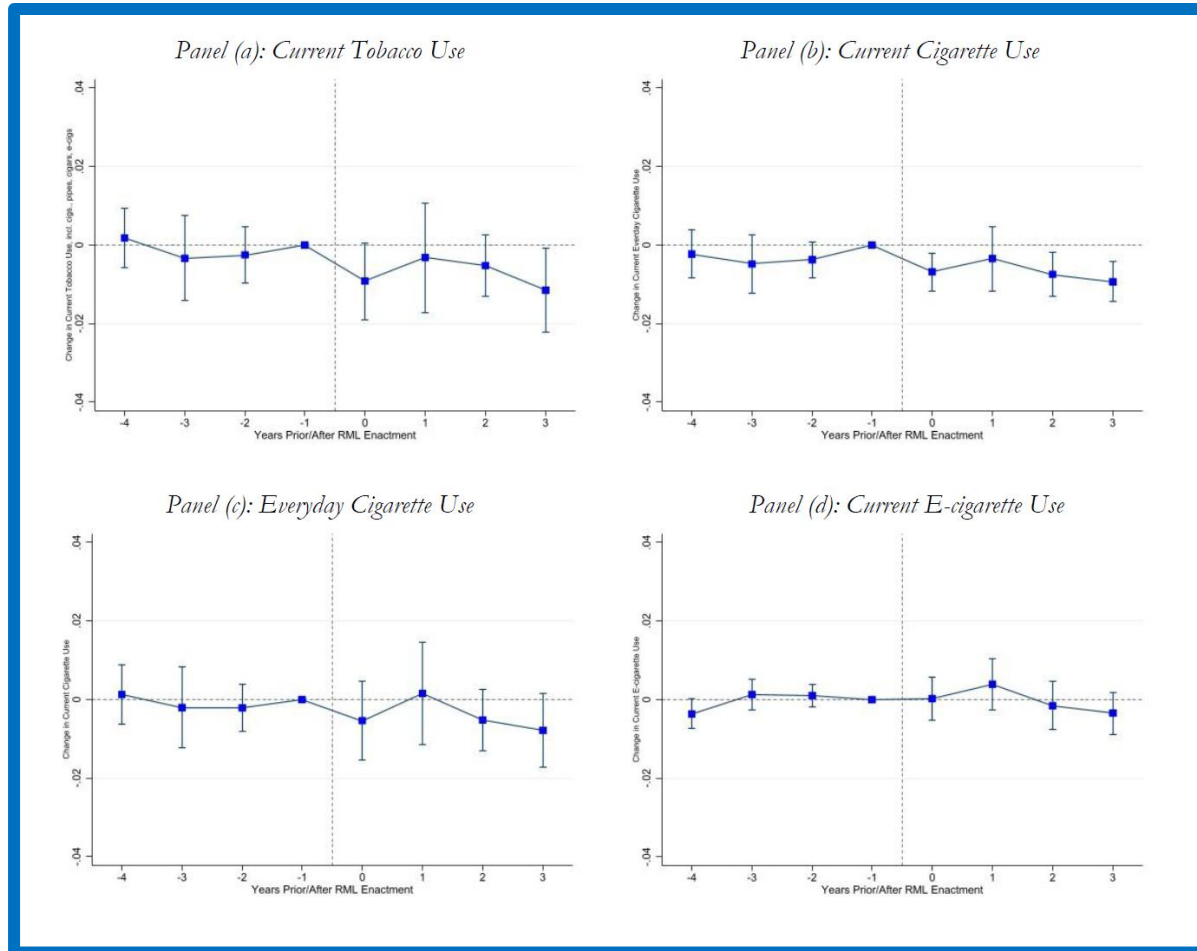 Panel (a): Current Tobacco Use
Change in Current Tobacco Use, incl. cigs., pipes, cigars, e-cigs
.04
.02
0
-.02
-.04
-4 -3 -2 -1 0 1 2 3
Years Prior/After RML Enactment
Panel (b): Current Cigarette Use
Change in Current Everday Cigarette Use
.04
.02
0
-.02
-.04
-4 -3 -2 -1 0 1 2 3
Years Prior/After RML Enactment
Panel (c): Everyday Cigarette Use
Change in Current Cigarette Use
.04
.02
0
-.02
-.04
-4 -3 -2 -1 0 1 2 3
Years Prior/After RML Enactment
Panel (d): Current E-cigarette Use
Change in Current E-cigarette Use
.04
.02
0
-.02
-.04
-4 -3 -2 -1 0 1 2 3
Years Prior/After RML Enactment